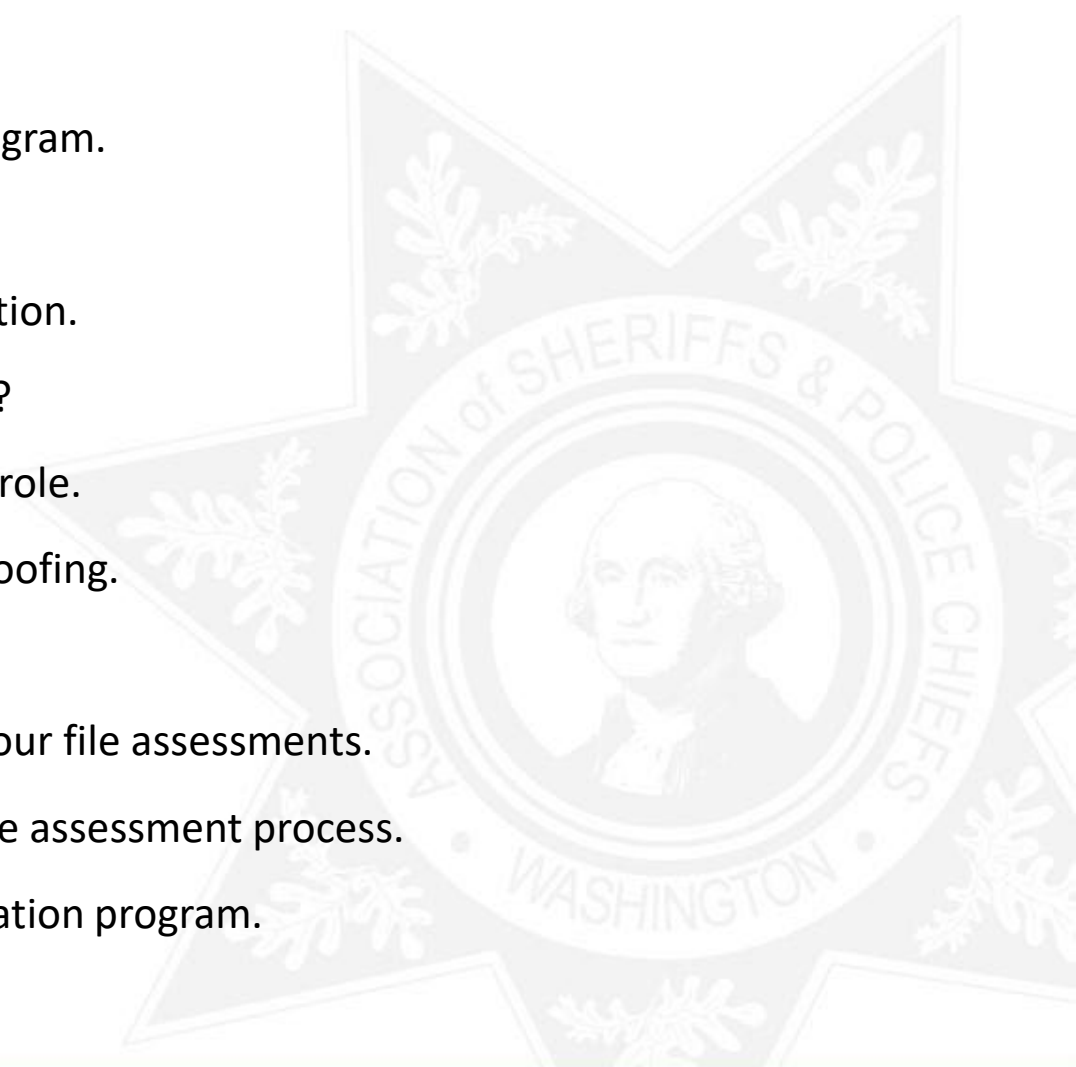 gram.
tion.
?
role.
oofing.
our file assessments.
e assessment process.
ation program.
ASSOCIATION of SHERIFFS & POLICE CHIEFS
WASHINGTON